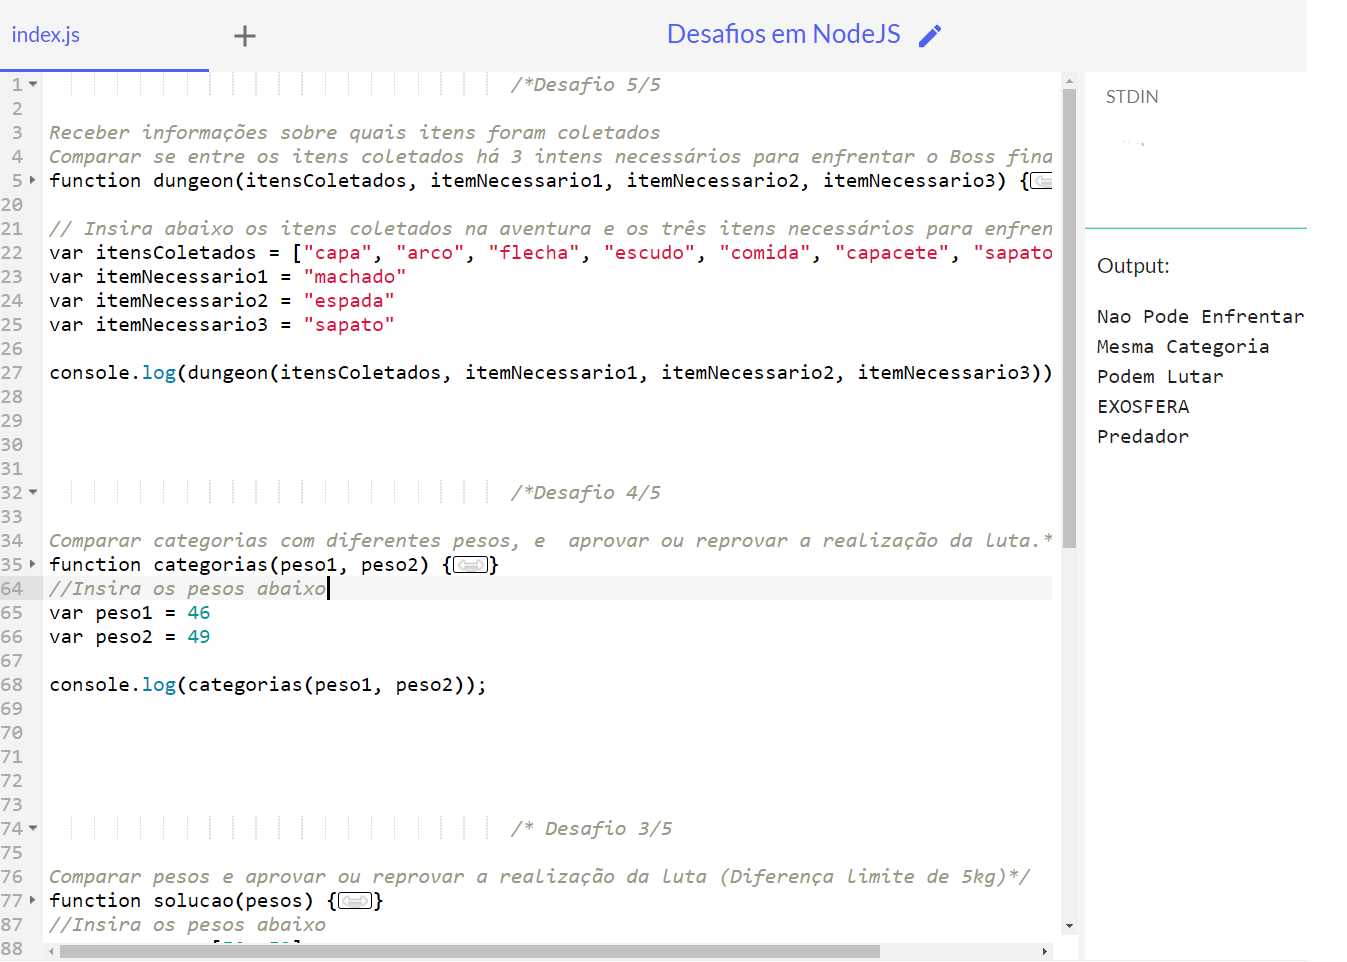 index.js
+
Desafios em NodeJS
1 /*Desafio 5/5
2
3 Receber informações sobre quais itens foram coletados
4 Comparar se entre os itens coletados há 3 intens necessários para enfrentar o Boss fina
5 function dungeon(itensColetados, itemNecessario1, itemNecessario2, itemNecessario3) {
20
21 // Insira abaixo os itens coletados na aventura e os três itens necessários para enfren
22 var itensColetados = ["capa", "arco", "flecha", "escudo", "comida", "capacete", "sapato
23 var itemNecessario1 = "machado"
24 var itemNecessario2 = "espada"
25 var itemNecessario3 = "sapato"
26
27 console.log(dungeon(itensColetados, itemNecessario1, itemNecessario2, itemNecessario3))
28
29
30
31
32 /*Desafio 4/5
33
34 Comparar categorias com diferentes pesos, e  aprovar ou reprovar a realização da luta.*
35 function categorias(peso1, peso2) {}
64 //Insira os pesos abaixo
65 var peso1 = 46
66 var peso2 = 49
67
68 console.log(categorias(peso1, peso2));
69
70
71
72
73
74 /* Desafio 3/5
75
76 Comparar pesos e aprovar ou reprovar a realização da luta (Diferença limite de 5kg)*/
77 function solucao(pesos) {}
87 //Insira os pesos abaixo
88
STDIN
Output:
Nao Pode Enfrentar
Mesma Categoria
Podem Lutar
EXOSFERA
Predador